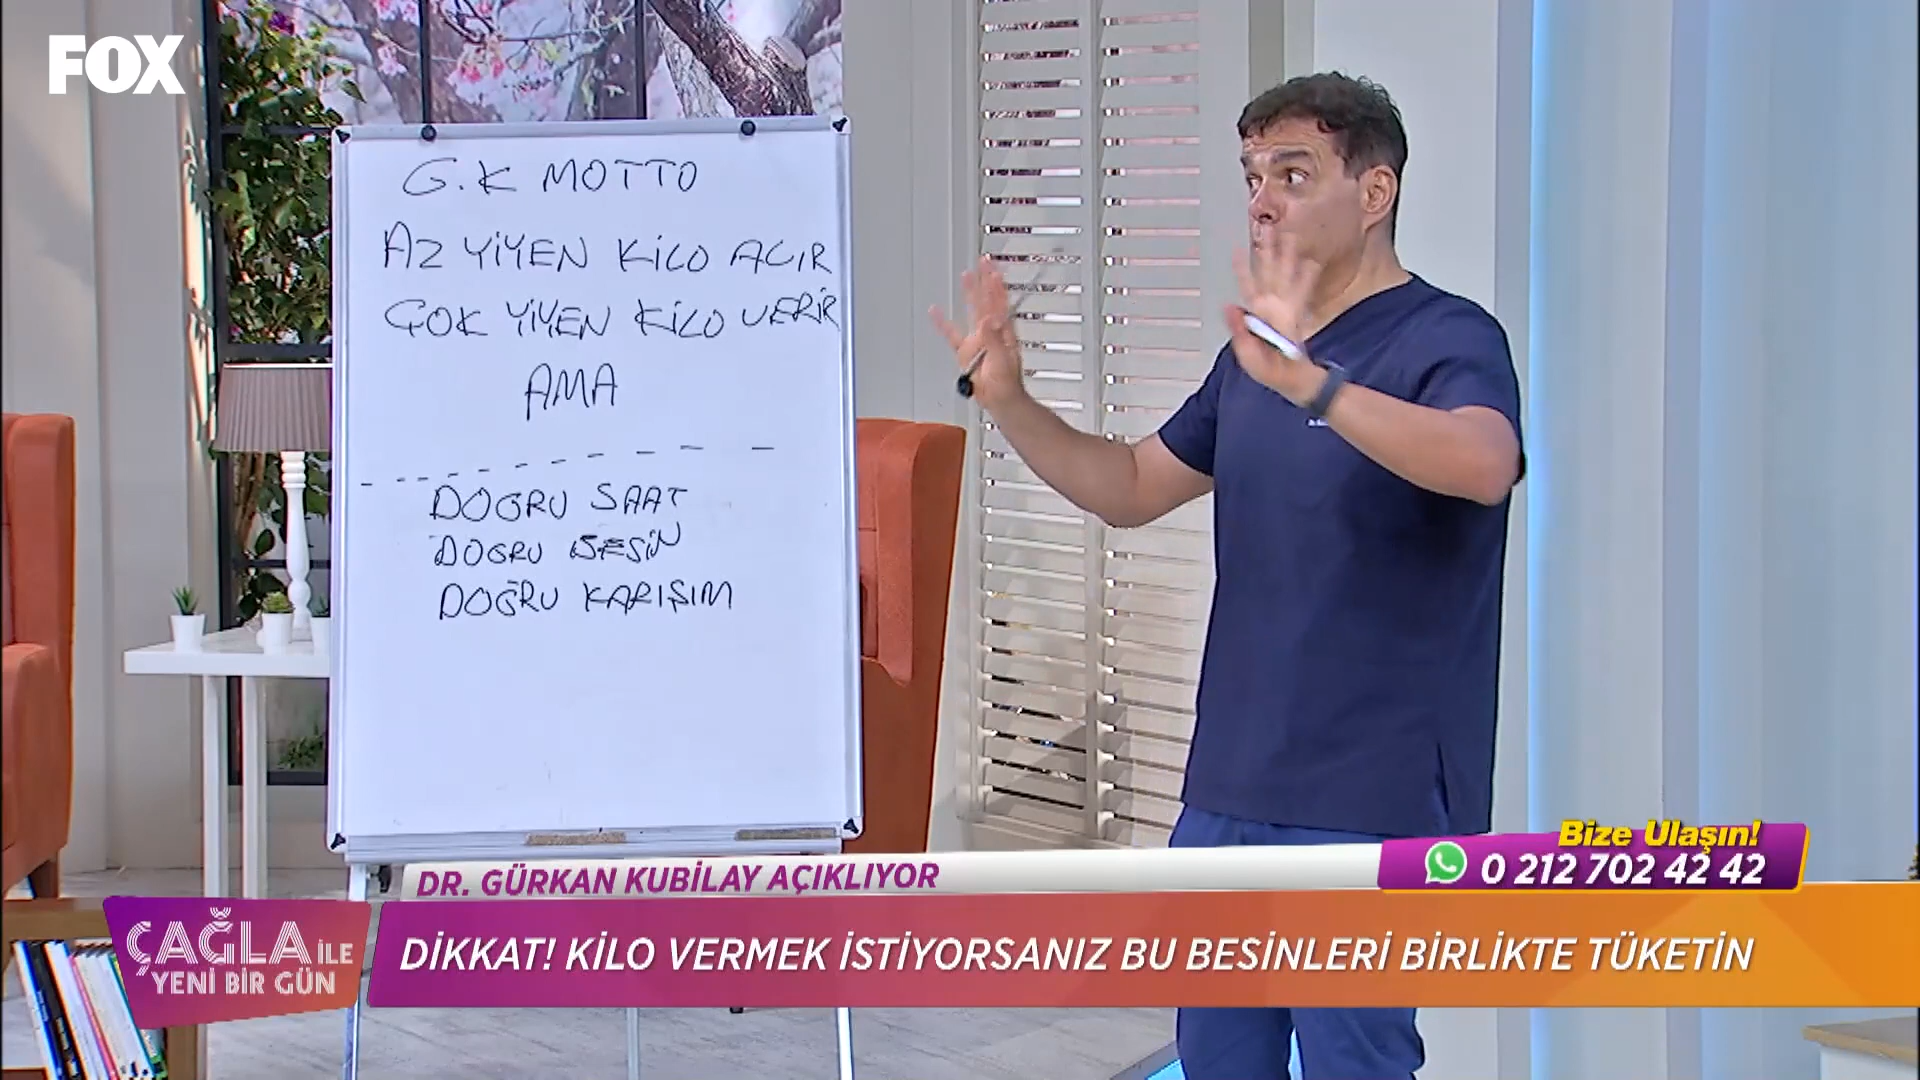 FOX
G.K MOTTO
AZ YİYEN KİLO ALIR
ÇOK YİYEN KİLO VERİR
AMA
DOĞRU SAAT
DOGRU BESİN
DOĞRU KARIŞIM
Bize Ulaşın!
0 212 702 42 42
DR. GÜRKAN KUBİLAY AÇIKLIYOR
ÇAĞLA İLE
YENİ BİR GÜN
DİKKAT! KİLO VERMEK İSTİYORSANIZ BU BESİNLERİ BİRLİKTE TÜKETİN